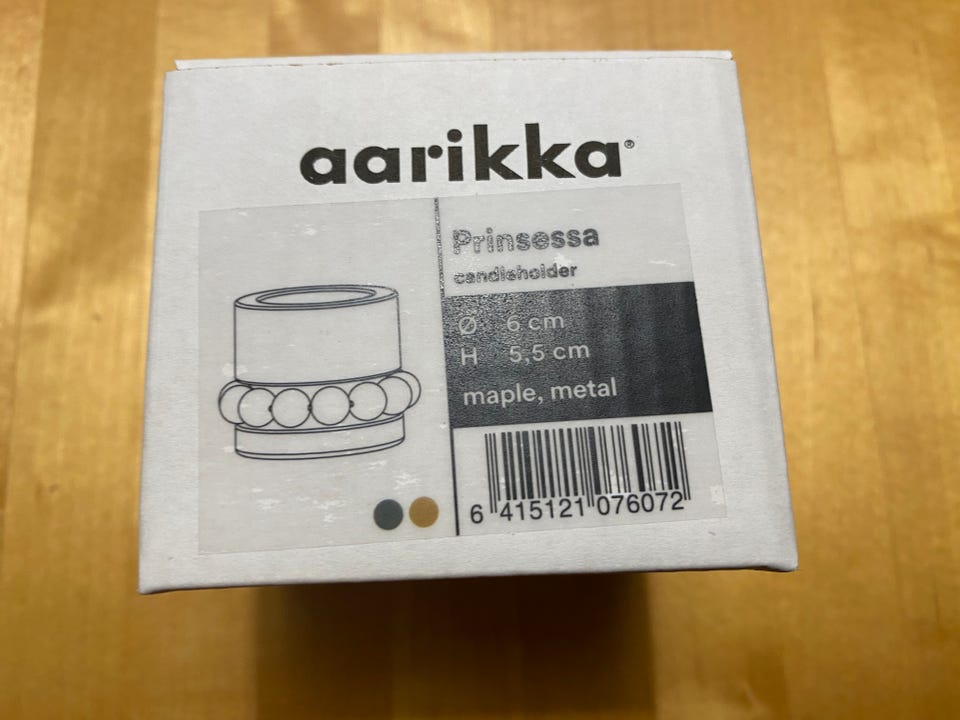 aarikka®
Prinsessa
candleholder
Ø 6 cm
H 5,5 cm
maple, metal
6 415121 076072